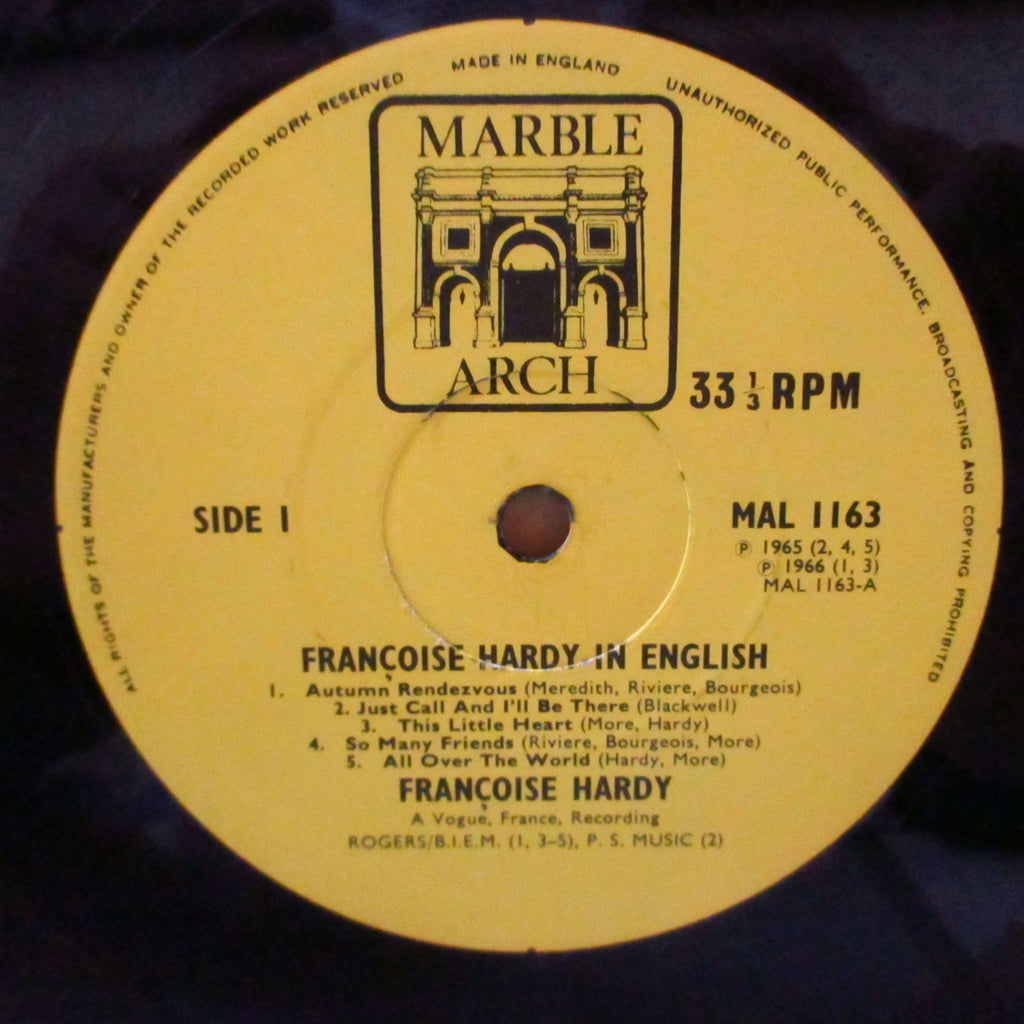 ALL RIGHTS OF THE MANUFACTURERS AND OWNER OF THE RECORDED WORK RESERVED
MADE IN ENGLAND
UNAUTHORIZED PUBLIC PERFORMANCE, BROADCASTING AND COPYING PROHIBITED
MARBLE
ARCH
33 1/3 RPM
SIDE 1
MAL 1163
℗ 1965 (2, 4, 5)
℗ 1966 (1, 3)
MAL 1163-A
FRANÇOISE HARDY IN ENGLISH
1. Autumn Rendezvous (Meredith, Riviere, Bourgeois)
2. Just Call And I'll Be There (Blackwell)
3. This Little Heart (More, Hardy)
4. So Many Friends (Riviere, Bourgeois, More)
5. All Over The World (Hardy, More)
FRANÇOISE HARDY
A Vogue, France, Recording
ROGERS/B.I.E.M. (1, 3-5), P. S. MUSIC (2)